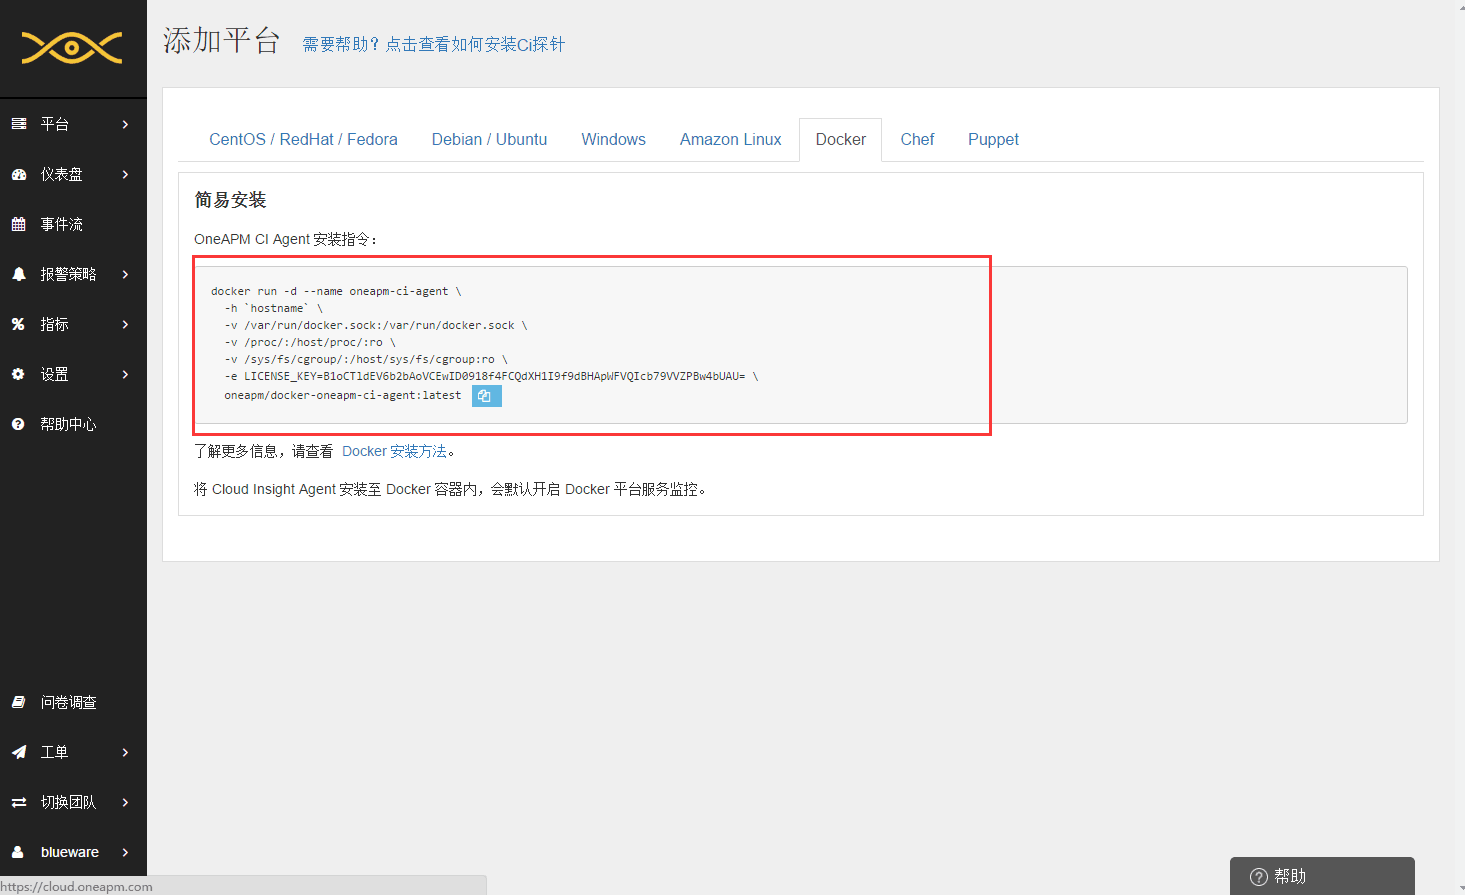 添加平台 需要帮助？点击查看如何安装Ci探针
平台
仪表盘
事件流
报警策略
指标
设置
帮助中心
问卷调查
工单
切换团队
blueware
CentOS / RedHat / Fedora Debian / Ubuntu Windows Amazon Linux Docker Chef Puppet
简易安装
OneAPM CI Agent 安装指令：
docker run -d --name oneapm-ci-agent \
-h `hostname` \
-v /var/run/docker.sock:/var/run/docker.sock \
-v /proc/:/host/proc/:ro \
-v /sys/fs/cgroup/:/host/sys/fs/cgroup:ro \
-e LICENSE_KEY=B1oCTldEV6b2bAoVCEwID0918f4FCQdXH1I9f9dBHApWFVQIcb79VVZPBw4bUAU= \
oneapm/docker-oneapm-ci-agent:latest
了解更多信息，请查看 Docker 安装方法。
将 Cloud Insight Agent 安装至 Docker 容器内，会默认开启 Docker 平台服务监控。
https://cloud.oneapm.com
帮助